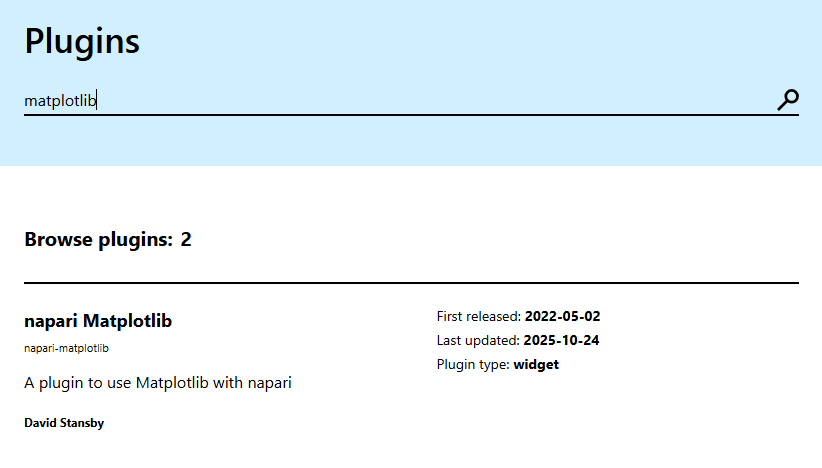 Plugins
matplotlib
Browse plugins: 2
napari Matplotlib
napari-matplotlib
A plugin to use Matplotlib with napari
David Stansby
First released: 2022-05-02
Last updated: 2025-10-24
Plugin type: widget